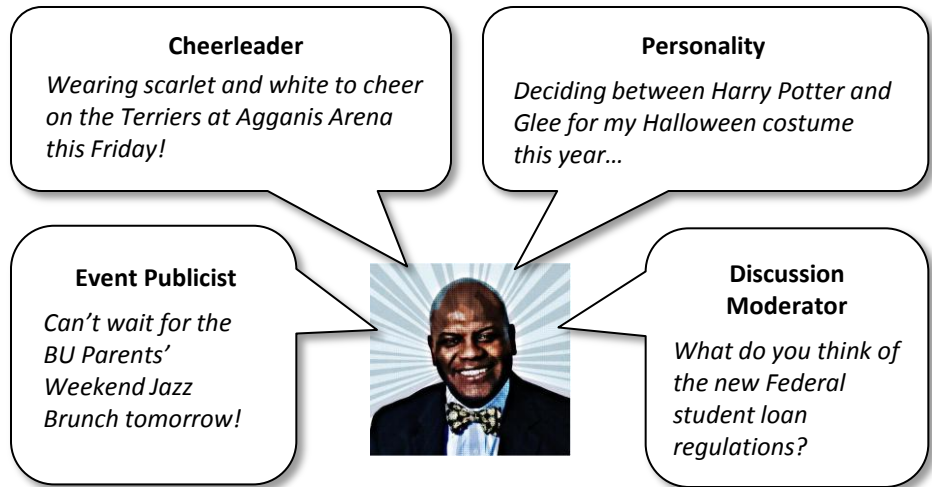 Cheerleader
Wearing scarlet and white to cheer
on the Terriers at Agganis Arena
this Friday!
Personality
Deciding between Harry Potter and
Glee for my Halloween costume
this year…
Event Publicist
Can’t wait for the
BU Parents’
Weekend Jazz
Brunch tomorrow!
Discussion
Moderator
What do you think of
the new Federal
student loan
regulations?